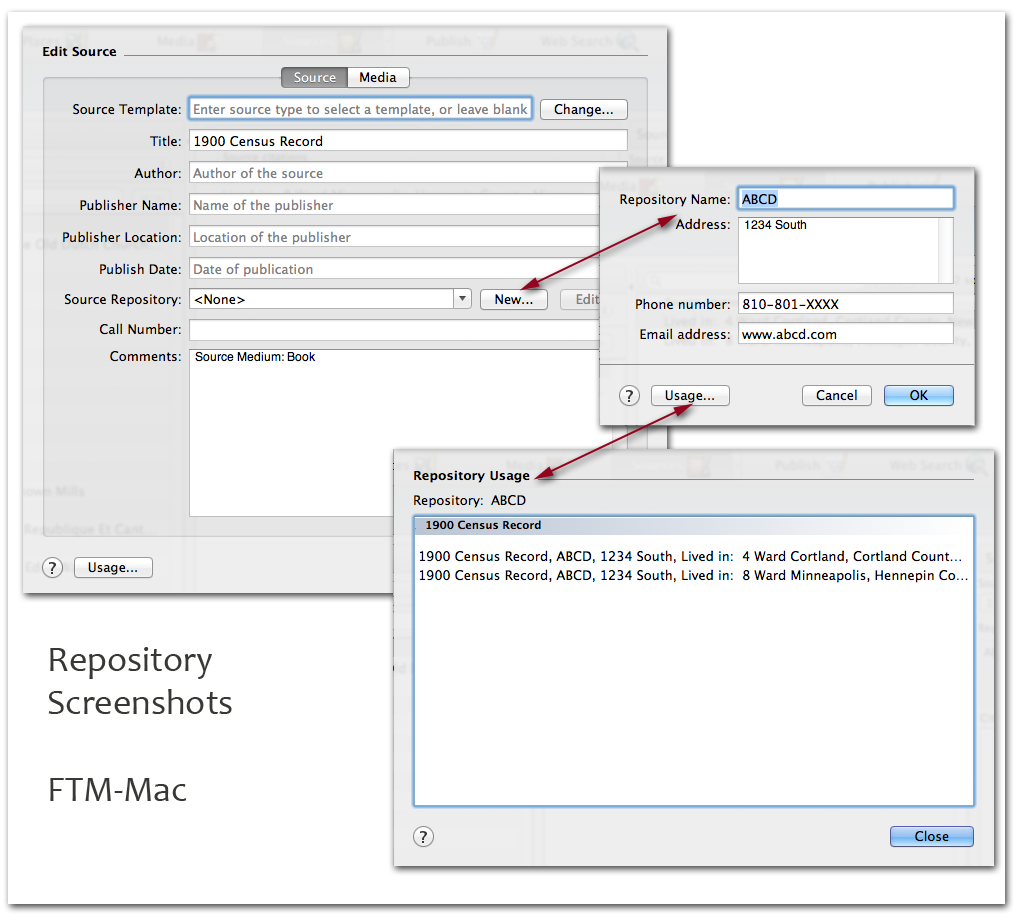 Edit Source
Source Media
Source Template: Enter source type to select a template, or leave blank Change...
Title: 1900 Census Record
Author: Author of the source
Publisher Name: Name of the publisher
Publisher Location: Location of the publisher
Publish Date: Date of publication
Source Repository: <None> New... Edit
Call Number:
Comments: Source Medium: Book
? Usage...
Repository Name: ABCD
Address: 1234 South
Phone number: 810-801-XXXX
Email address: www.abcd.com
? Usage... Cancel OK
Repository Usage
Repository: ABCD
1900 Census Record
1900 Census Record, ABCD, 1234 South, Lived in: 4 Ward Cortland, Cortland Count...
1900 Census Record, ABCD, 1234 South, Lived in: 8 Ward Minneapolis, Hennepin Co...
? Close
Repository
Screenshots
FTM-Mac